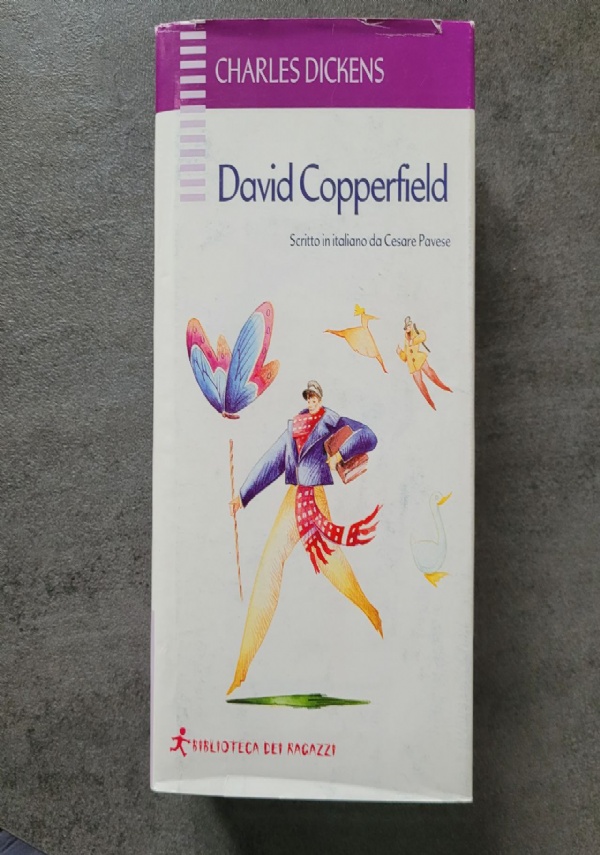 CHARLES DICKENS
David Copperfield
Scritto in italiano da Cesare Pavese
BIBLIOTECA DEI RAGAZZI